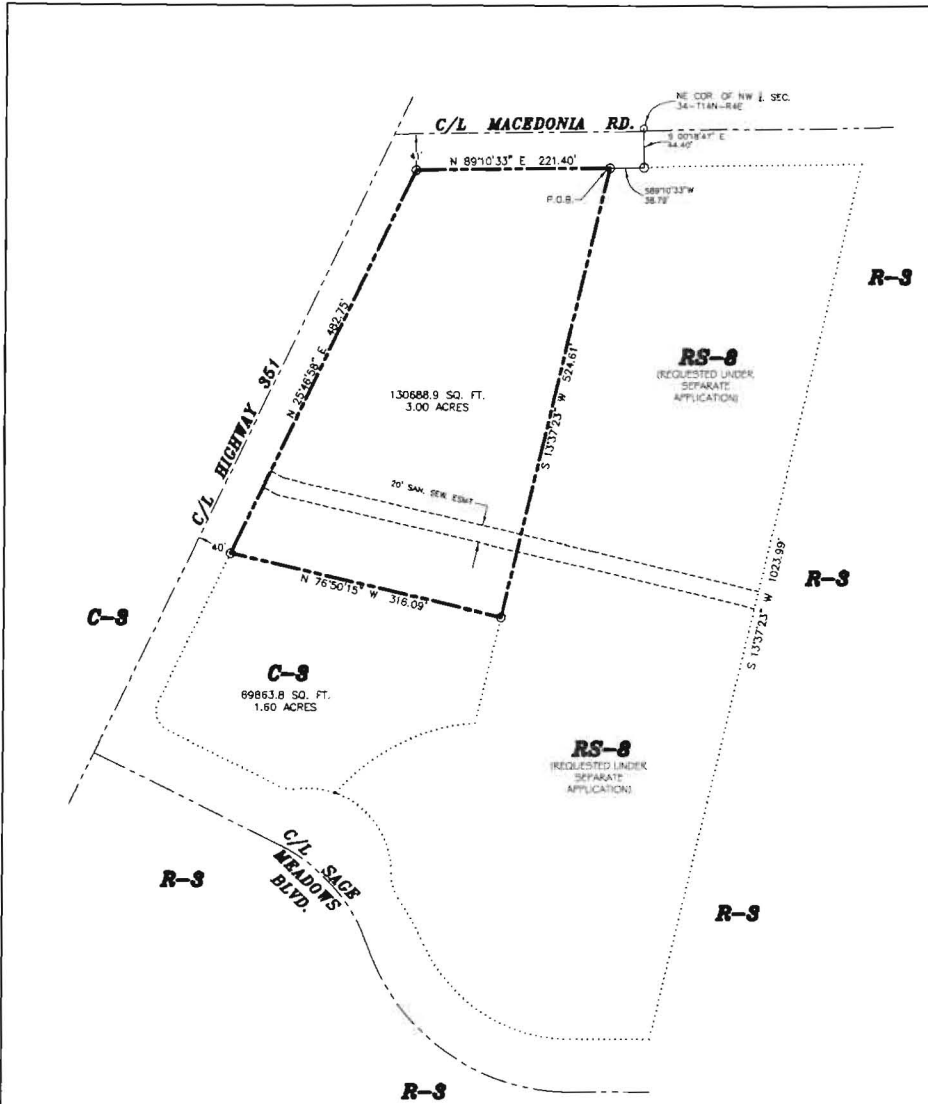 NE COR. OF NW ¼ SEC.
34-T14N-R4E
C/L MACEDONIA RD.
S 00°18'47" E
44.40'
41'
N 89°10'33" E 221.40'
P.O.B.
S89°10'33"W
38.79'
R-3
RS-8
(REQUESTED UNDER
SEPARATE
APPLICATION)
C/L HIGHWAY 351
N 25°46'58" E 482.75'
130688.9 SQ. FT.
3.00 ACRES
S 13°37'23" W 524.61'
20' SAN. SEW. ESMT.
40'
N 76°50'15" W 316.09'
R-3
S 13°37'23" W 1023.99'
C-3
C-3
69863.8 SQ. FT.
1.60 ACRES
RS-8
(REQUESTED UNDER
SEPARATE
APPLICATION)
C/L SAGE
MEADOWS
BLVD.
R-3
R-3
R-3